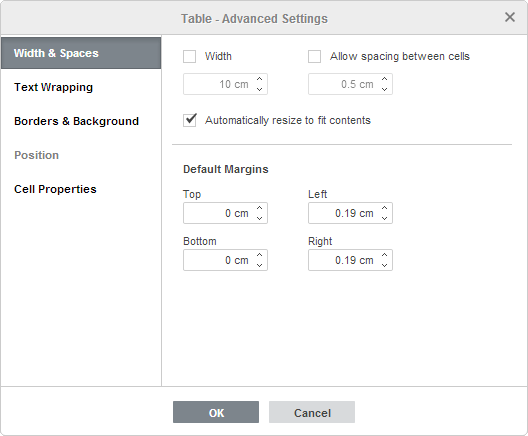 Table - Advanced Settings
Width & Spaces
Text Wrapping
Borders & Background
Position
Cell Properties
Width
Allow spacing between cells
10 cm
0.5 cm
Automatically resize to fit contents
Default Margins
Top
Left
0 cm
0.19 cm
Bottom
Right
0 cm
0.19 cm
OK
Cancel